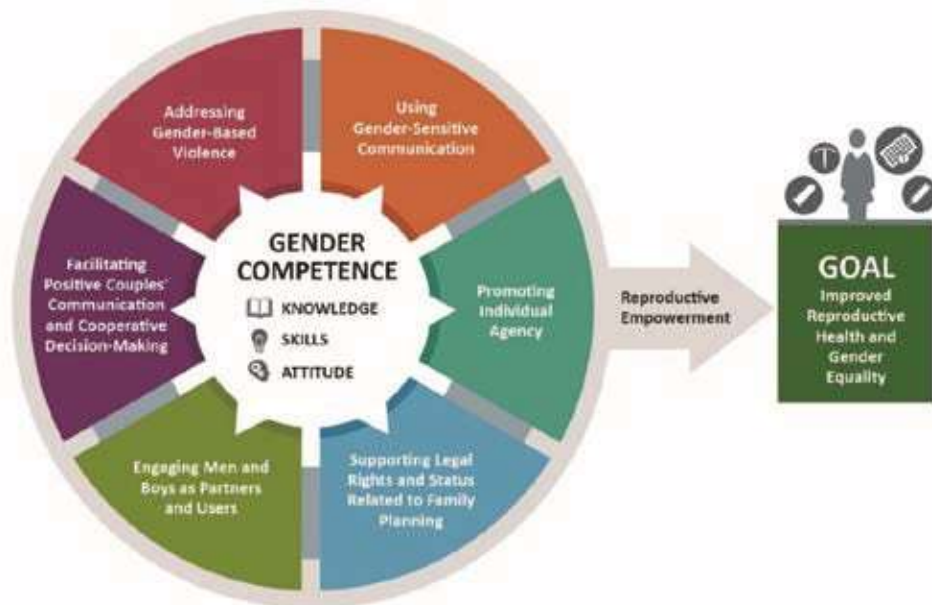 Addressing
Gender-Based
Violence
Using
Gender-Sensitive
Communication
Facilitating
Positive Couples'
Communication
and Cooperative
Decision-Making
GENDER
COMPETENCE
KNOWLEDGE
SKILLS
ATTITUDE
Promoting
Individual
Agency
Engaging Men and
Boys as Partners
and Users
Supporting Legal
Rights and Status
Related to Family
Planning
Reproductive
Empowerment
GOAL
Improved
Reproductive
Health and
Gender
Equality